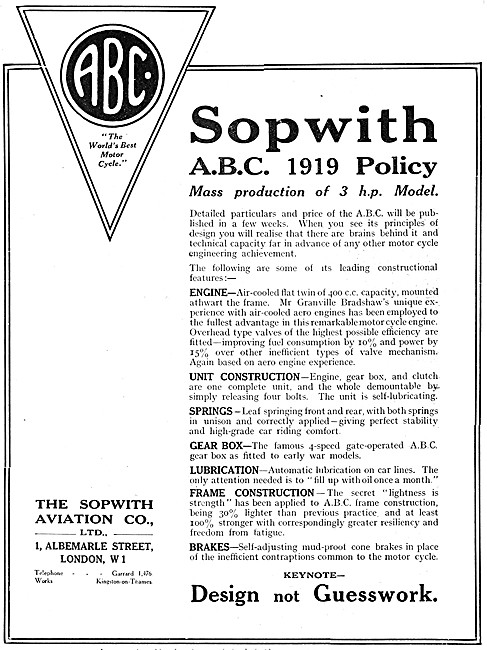 ABC.
"The
World's Best
Motor
Cycle."
Sopwith
A.B.C. 1919 Policy
Mass production of 3 h.p. Model.
Detailed particulars and price of the A.B.C. will be pub-
lished in a few weeks. When you see its principles of
design you will realise that there are brains behind it and
technical capacity far in advance of any other motor cycle
engineering achievement.
The following are some of its leading constructional
features:—
ENGINE—Air-cooled flat twin of 400 c.c. capacity, mounted
athwart the frame. Mr Granville Bradshaw's unique ex-
perience with air-cooled aero engines has been employed to
the fullest advantage in this remarkable motor cycle engine.
Overhead type valves of the highest possible efficiency are
fitted—improving fuel consumption by 10% and power by
15% over other inefficient types of valve mechanism.
Again based on aero engine experience.
UNIT CONSTRUCTION—Engine, gear box, and clutch
are one complete unit, and the whole demountable by
simply releasing four bolts. The unit is self-lubricating.
SPRINGS—Leaf springing front and rear, with both springs
in unison and correctly applied—giving perfect stability
and high-grade car riding comfort.
GEAR BOX—The famous 4-speed gate-operated A.B.C.
gear box as fitted to early war models.
LUBRICATION—Automatic lubrication on car lines. The
only attention needed is to "fill up with oil once a month."
FRAME CONSTRUCTION—The secret "lightness is
strength" has been applied to A.B.C. frame construction,
being 30% lighter than previous practice and at least
100% stronger with correspondingly greater resiliency and
freedom from fatigue.
BRAKES—Self-adjusting mud-proof cone brakes in place
of the inefficient contraptions common to the motor cycle.
KEYNOTE—
Design not Guesswork.
THE SOPWITH
AVIATION CO.,
LTD.,
1, ALBEMARLE STREET,
LONDON, W1
Telephone - - - Gerrard 1,476
Works Kingston-on-Thames